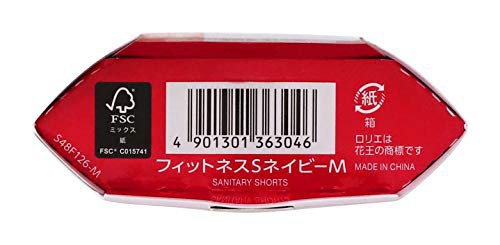 S48F126-M
FSC
ミックス
紙
FSC® C015741
4 901301 363046
フィットネスSネイビーM
SANITARY SHORTS
紙
箱
ロリエは
花王の商標です
MADE IN CHINA